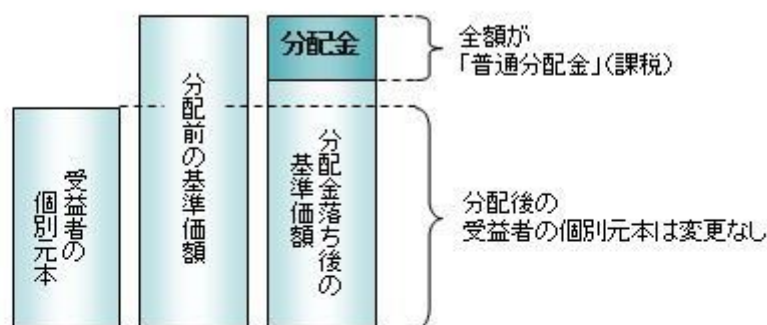 受益者の
個別元本
分配前の基準価額
分配金
分配金落ち後の
基準価額
全額が
「普通分配金」(課税)
分配後の
受益者の個別元本は変更なし